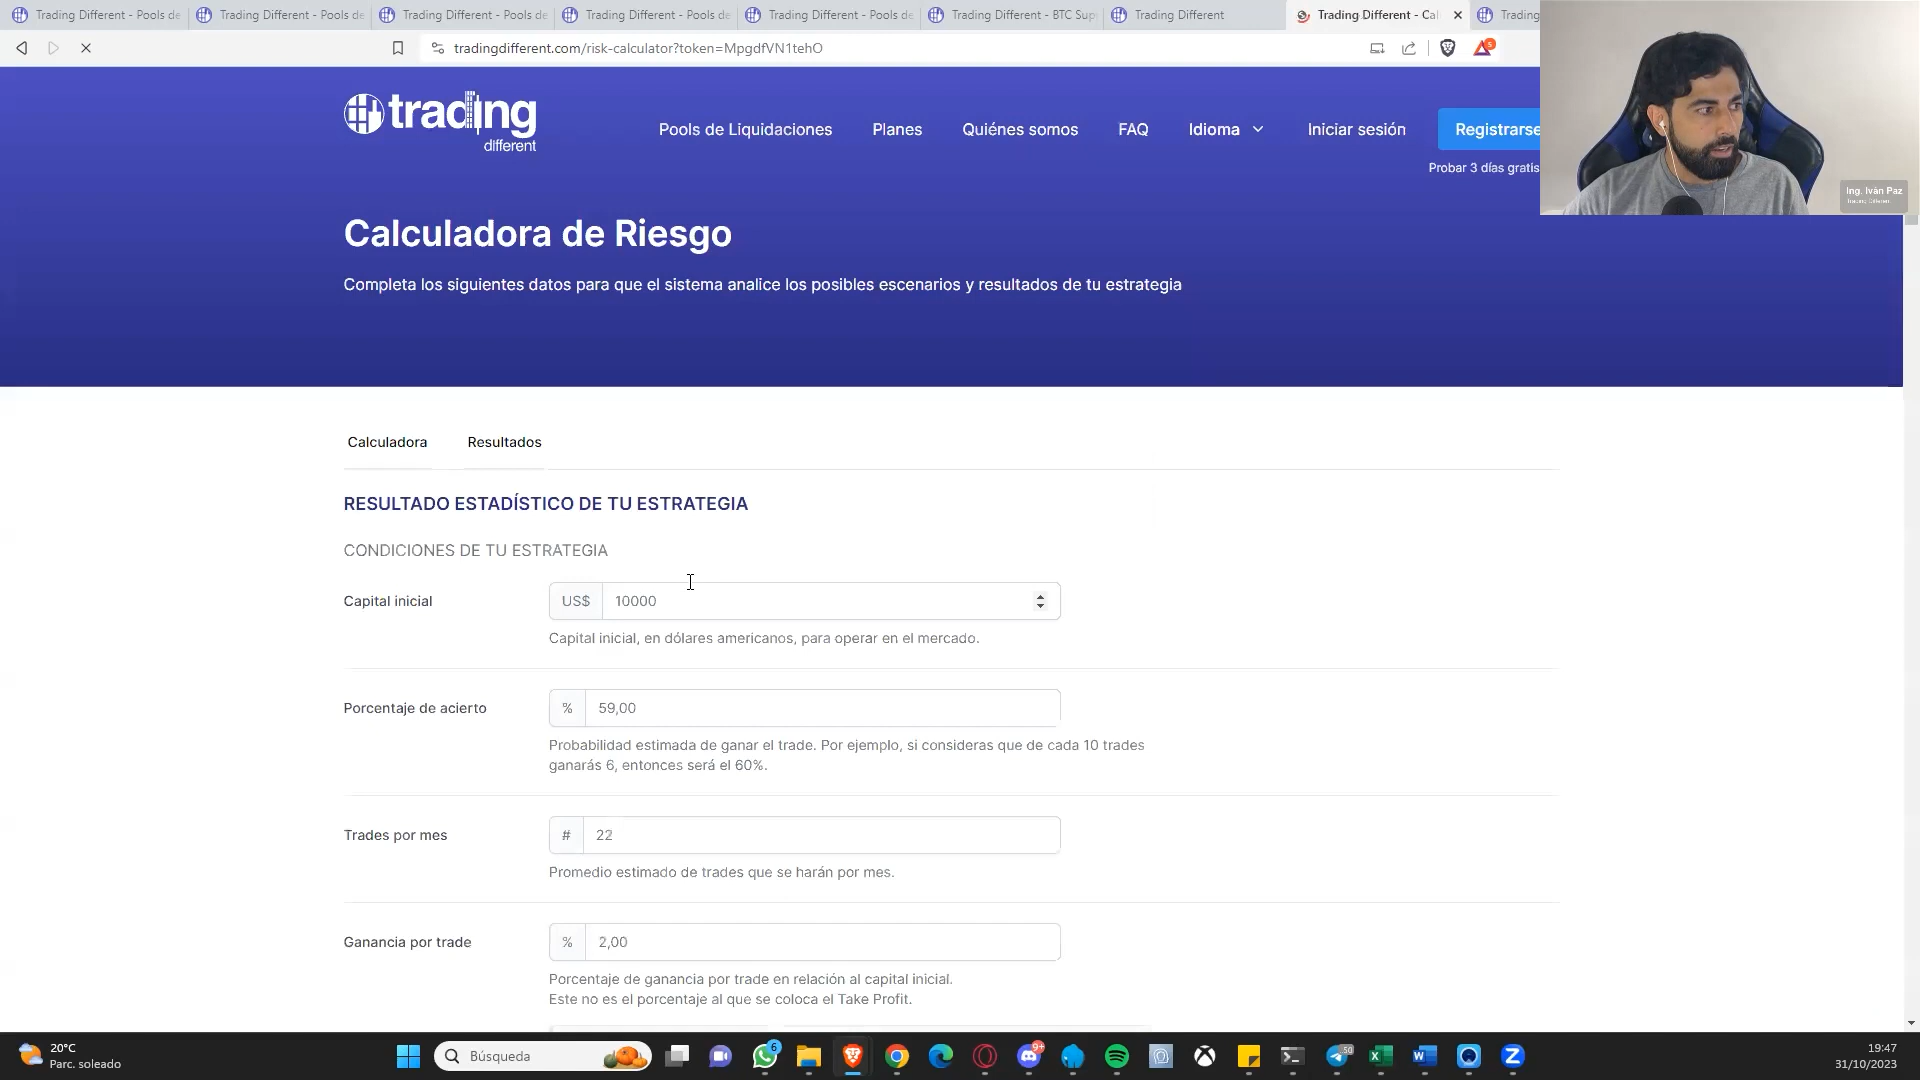 Trading Different - Pools de
Trading Different - Pools de
Trading Different - Pools de
Trading Different - Pools de
Trading Different - Pools de
Trading Different - BTC Sup
Trading Different
Trading Different - Cal
Trading
tradingdifferent.com/risk-calculator?token=MpgdfVN1tehO
5
trading
different
Pools de Liquidaciones
Planes
Quiénes somos
FAQ
Idioma
Iniciar sesión
Registrarse
Probar 3 días gratis
Ing. Iván Paz
Calculadora de Riesgo
Completa los siguientes datos para que el sistema analice los posibles escenarios y resultados de tu estrategia
Calculadora
Resultados
RESULTADO ESTADÍSTICO DE TU ESTRATEGIA
CONDICIONES DE TU ESTRATEGIA
Capital inicial
US$ 10000
Capital inicial, en dólares americanos, para operar en el mercado.
Porcentaje de acierto
% 59,00
Probabilidad estimada de ganar el trade. Por ejemplo, si consideras que de cada 10 trades
ganarás 6, entonces será el 60%.
Trades por mes
# 22
Promedio estimado de trades que se harán por mes.
Ganancia por trade
% 2,00
Porcentaje de ganancia por trade en relación al capital inicial.
Este no es el porcentaje al que se coloca el Take Profit.
20°C
Parc. soleado
Búsqueda
6
9+
50
19:47
31/10/2023